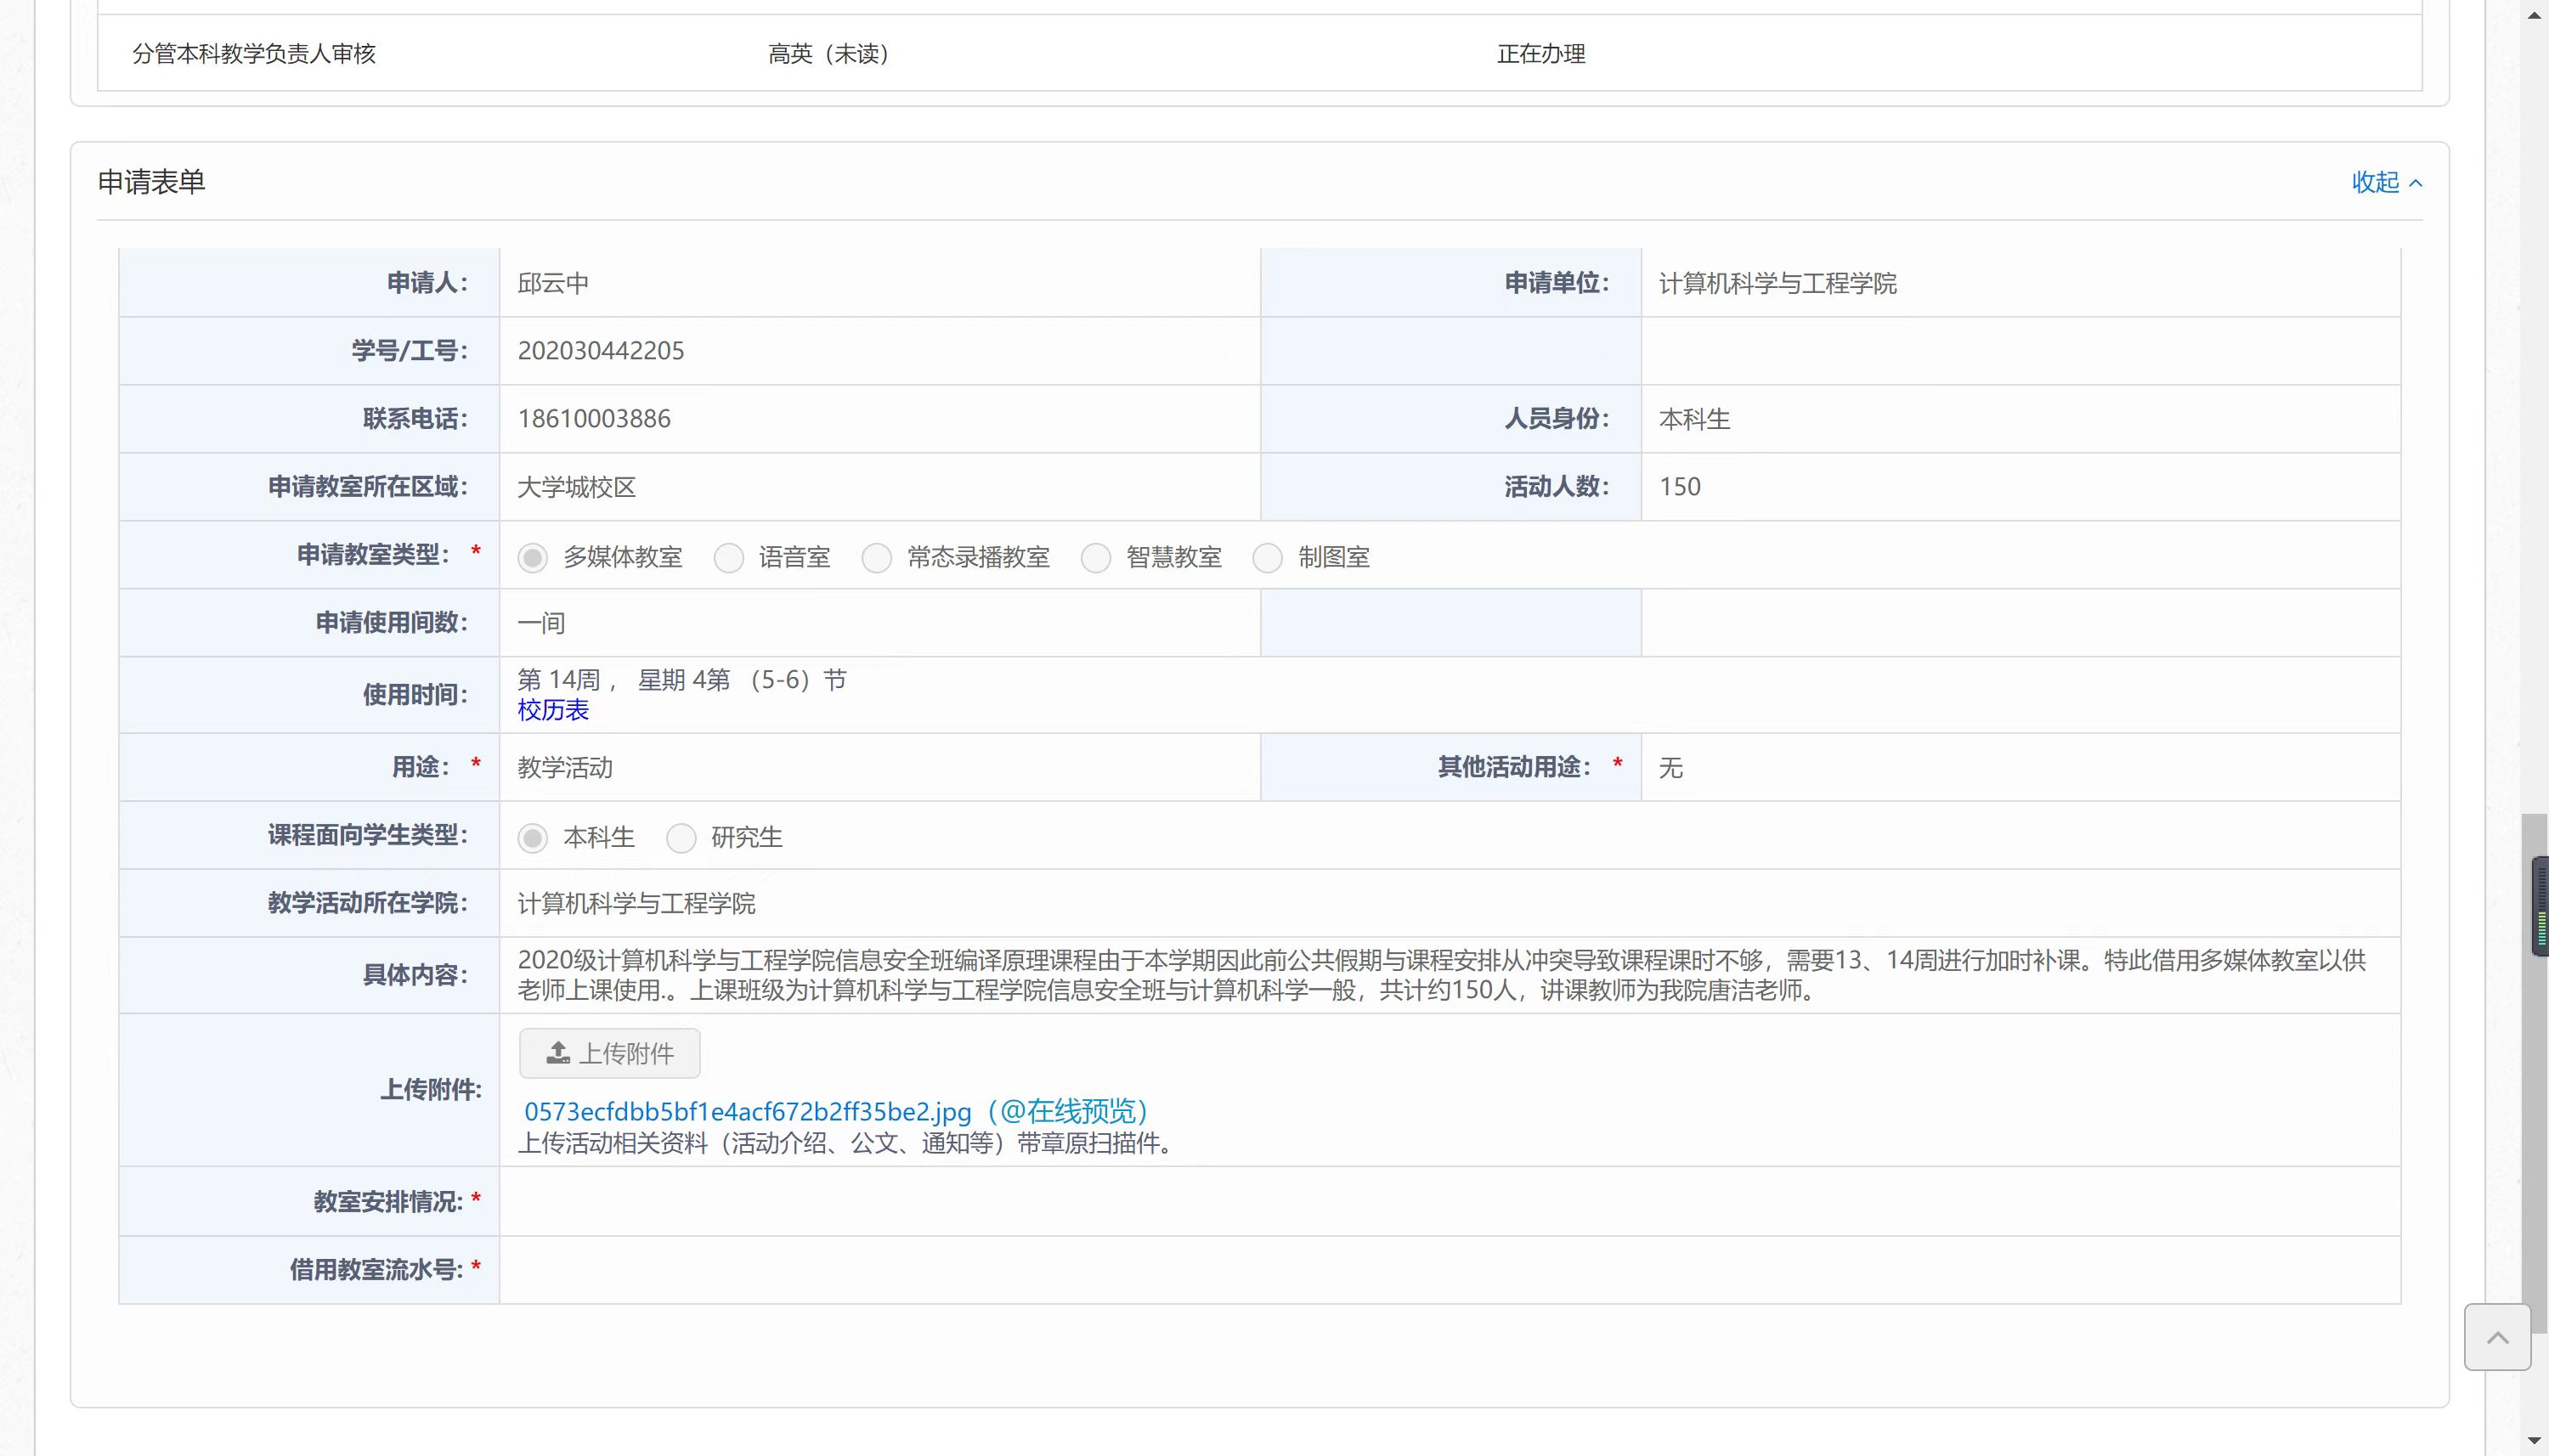 分管本科教学负责人审核 高英（未读） 正在办理
申请表单 收起
申请人： 邱云中 申请单位： 计算机科学与工程学院
学号/工号： 202030442205
联系电话： 18610003886 人员身份： 本科生
申请教室所在区域： 大学城校区 活动人数： 150
申请教室类型： * 多媒体教室 语音室 常态录播教室 智慧教室 制图室
申请使用间数： 一间
使用时间： 第 14周 ， 星期 4第 （5-6）节
校历表
用途： * 教学活动 其他活动用途： * 无
课程面向学生类型： 本科生 研究生
教学活动所在学院： 计算机科学与工程学院
具体内容： 2020级计算机科学与工程学院信息安全班编译原理课程由于本学期因此前公共假期与课程安排从冲突导致课程课时不够，需要13、14周进行加时补课。特此借用多媒体教室以供
老师上课使用.。上课班级为计算机科学与工程学院信息安全班与计算机科学一般，共计约150人，讲课教师为我院唐洁老师。
上传附件: 上传附件
0573ecfdbb5bf1e4acf672b2ff35be2.jpg（@在线预览）
上传活动相关资料（活动介绍、公文、通知等）带章原扫描件。
教室安排情况: *
借用教室流水号: *